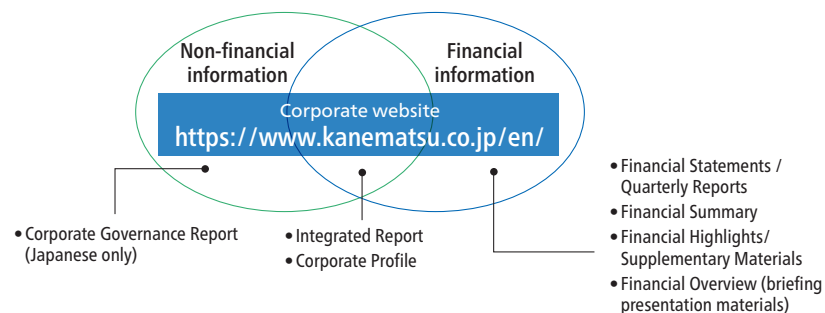 Non-financial
information
Financial
information
Corporate website
https://www.kanematsu.co.jp/en/
• Corporate Governance Report
(Japanese only)
• Integrated Report
• Corporate Profile
• Financial Statements /
Quarterly Reports
• Financial Summary
• Financial Highlights/
Supplementary Materials
• Financial Overview (briefing
presentation materials)